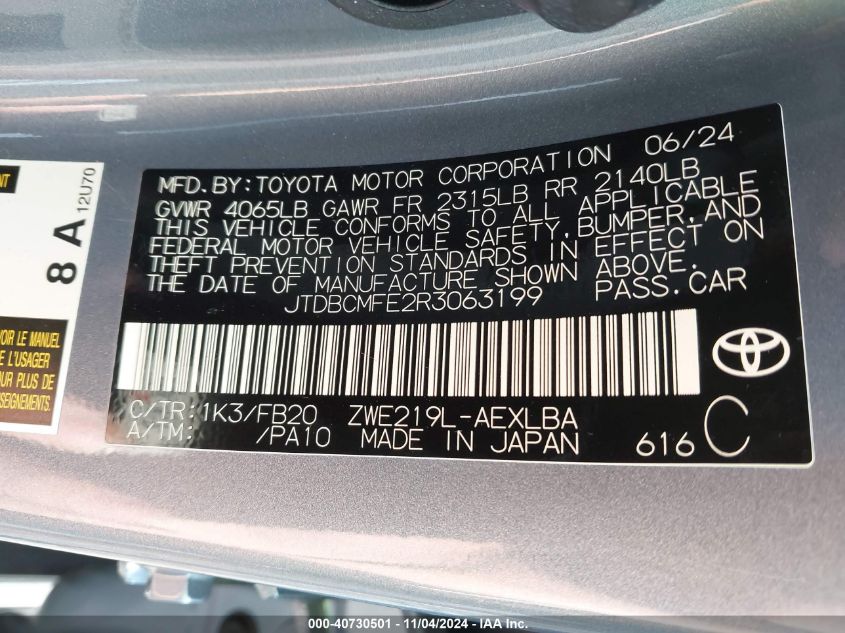 MFD.BY:TOYOTA MOTOR CORPORATION 06/24
GVWR 4065LB GAWR FR 2315LB RR 2140LB
THIS VEHICLE CONFORMS TO ALL APPLICABLE
FEDERAL MOTOR VEHICLE SAFETY,BUMPER,AND
THEFT PREVENTION STANDARDS IN EFFECT ON
THE DATE OF MANUFACTURE SHOWN ABOVE.
JTDBCMFE2R3063199 PASS.CAR
C/TR:1K3/FB20 ZWE219L-AEXLBA
A/TM: /PA10 MADE IN JAPAN 616 C
8 A 12U70
LE MANUEL
L'USAGER
PLUS DE
000-40730501 - 11/04/2024 - IAA Inc.